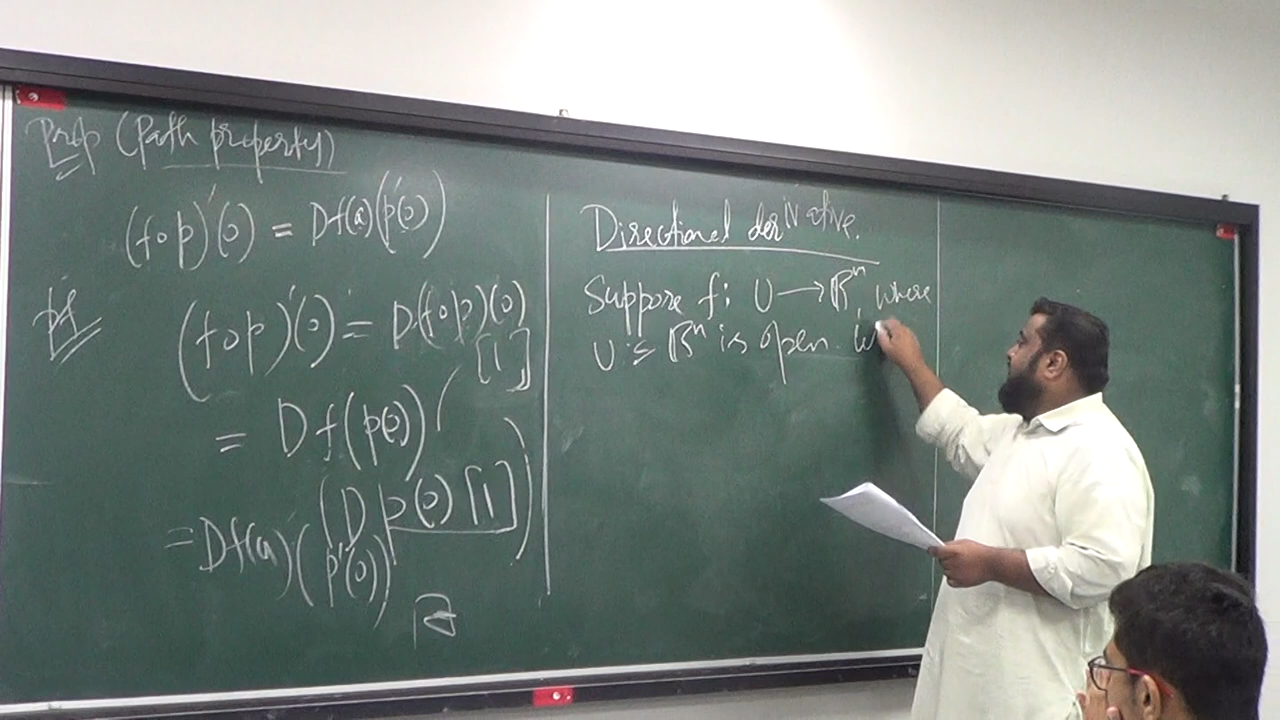 Prop (Path property)
(f∘p)'(0) = Df(a)(p'(0))
Pf
(f∘p)'(0) = D(f∘p)(0)
[1]
= Df(p(0))(
(D p(0)[1])
= Df(a)(p'(0))
Directional derivative.
Suppose f: U → ℝⁿ, where
U ⊆ ℝᵐ is open.